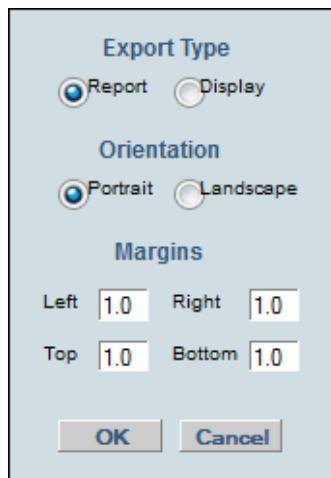 Export Type
Report Display
Orientation
Portrait Landscape
Margins
Left 1.0 Right 1.0
Top 1.0 Bottom 1.0
OK Cancel